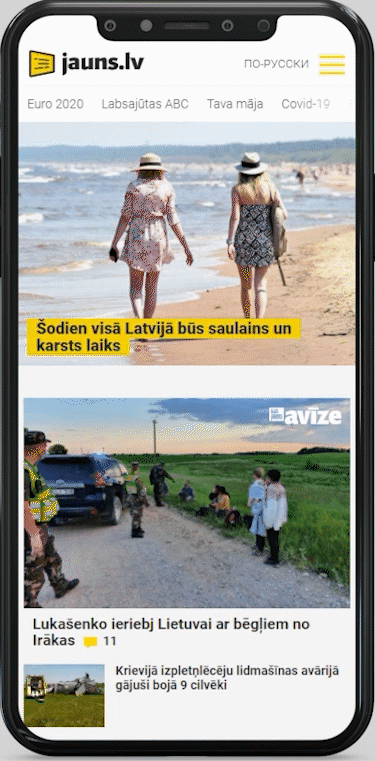 jauns.lv
ПО-РУССКИ
Euro 2020 Labsajūtas ABC Tava māja Covid-19
Šodien visā Latvijā būs saulains un
karsts laiks
avīze
Lukašenko ieriebj Lietuvai ar bēgļiem no
Irākas 11
Krievijā izpletņlēcēju lidmašīnas avārijā
gājuši bojā 9 cilvēki